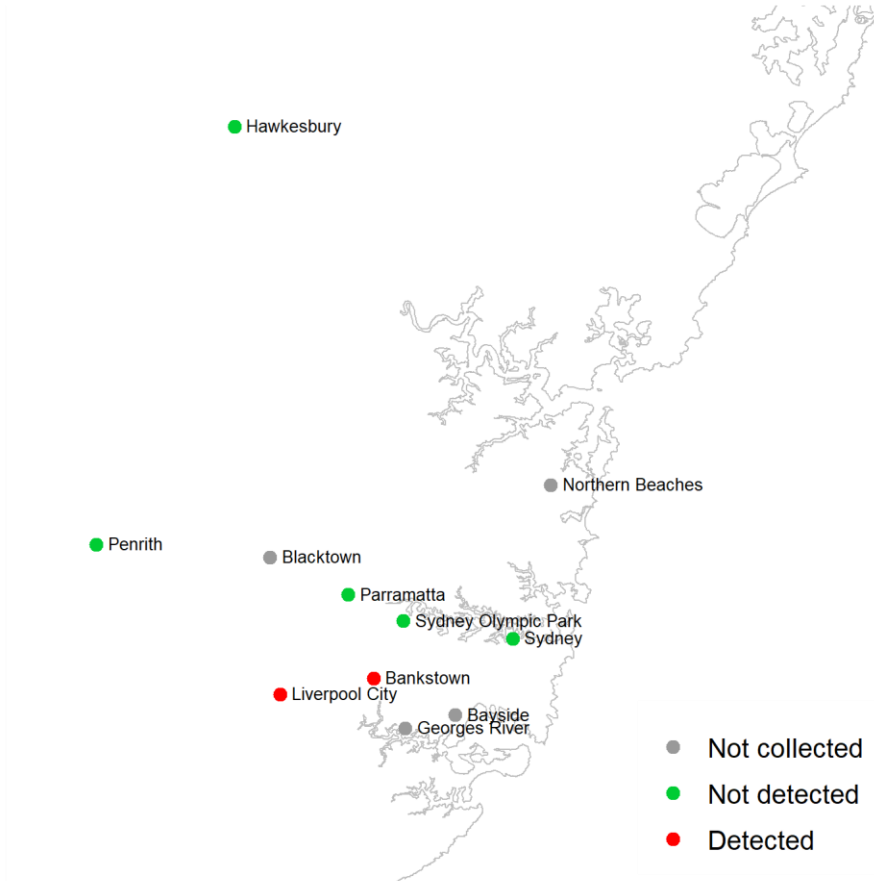 Hawkesbury
Northern Beaches
Penrith
Blacktown
Parramatta
Sydney Olympic Park
Sydney
Bankstown
Liverpool City
Bayside
Georges River
Not collected
Not detected
Detected